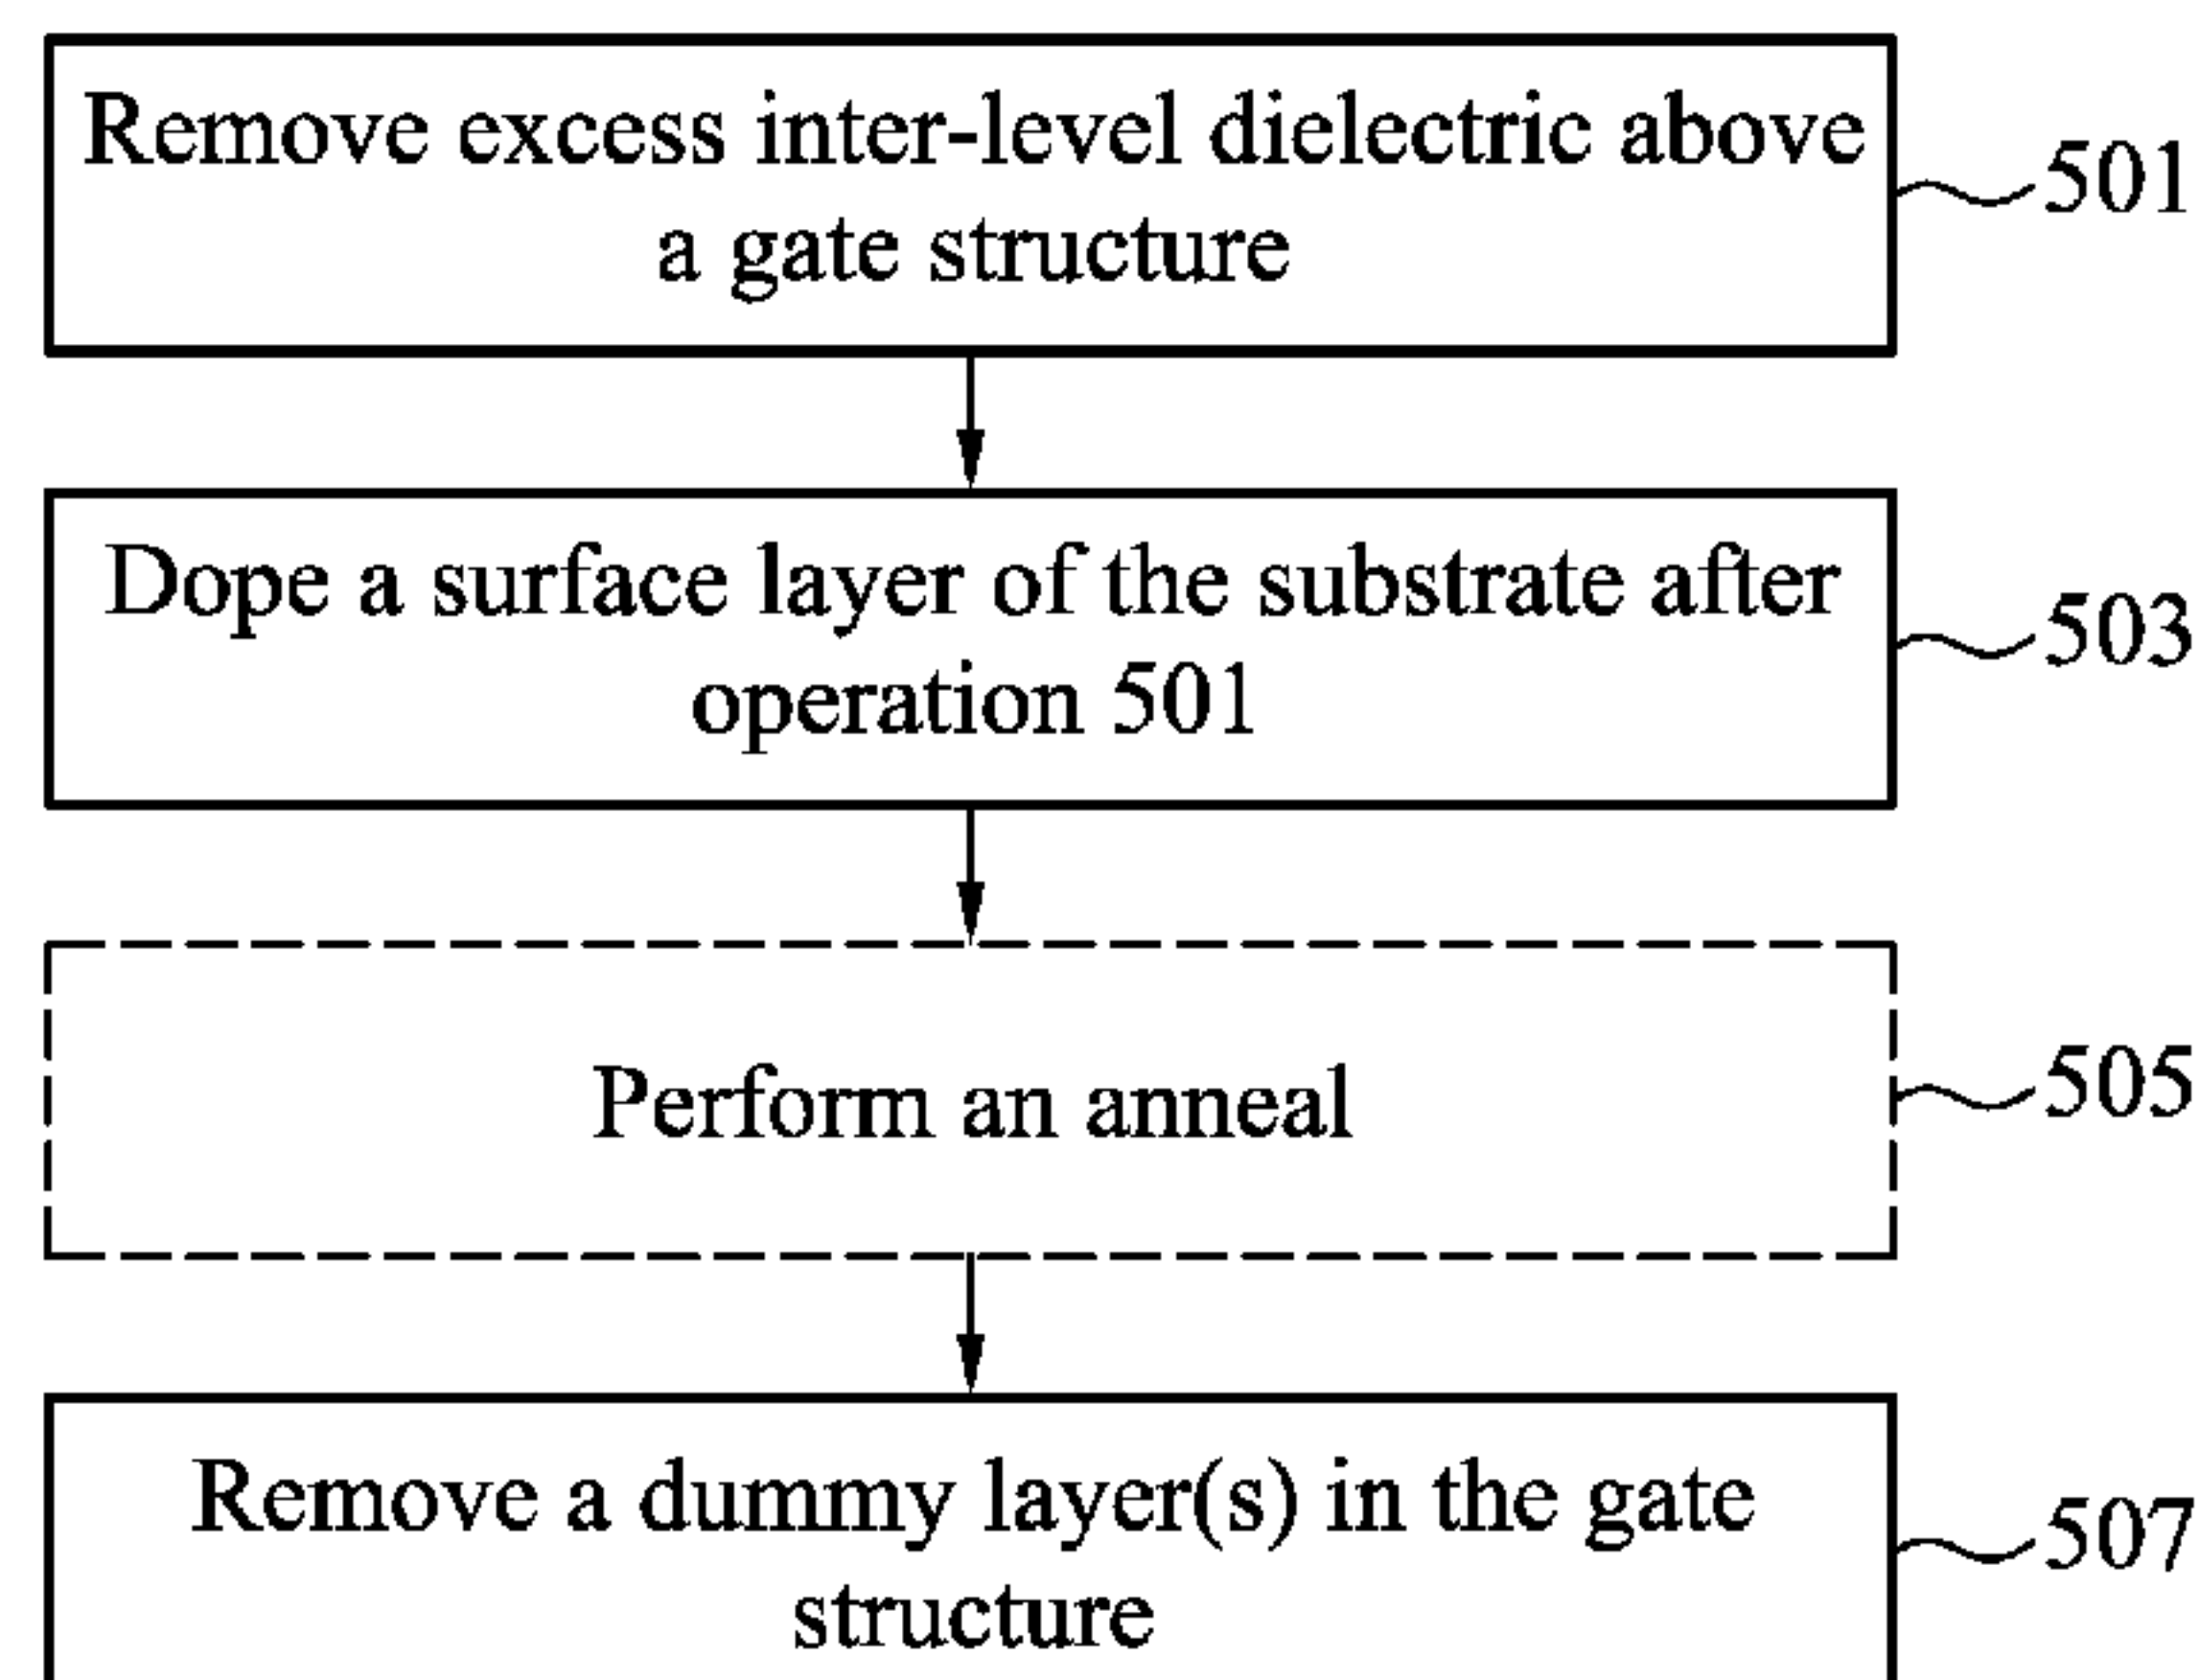 Remove excess inter-level dielectric above
a gate structure
501
Dope a surface layer of the substrate after
operation 501
503
Perform an anneal
505
Remove a dummy layer(s) in the gate
structure
507